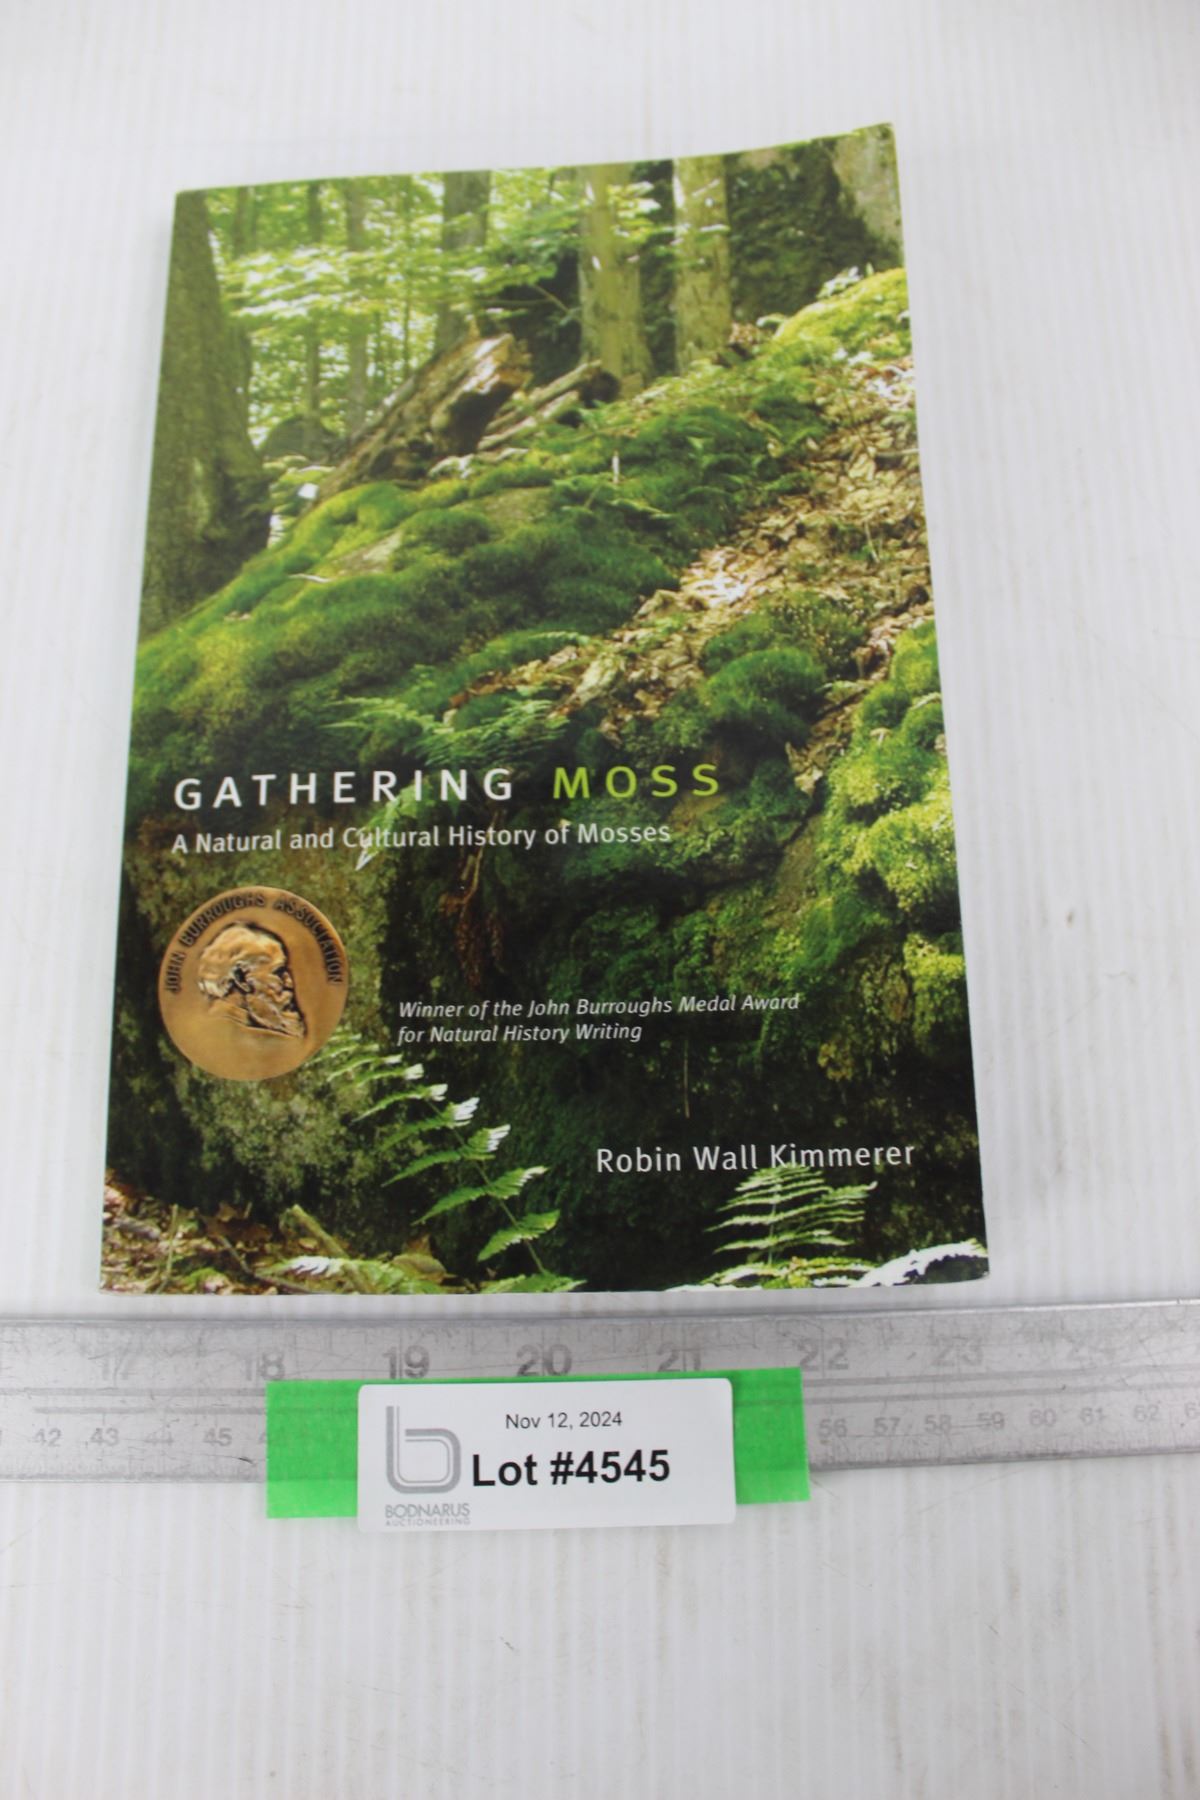 GATHERING MOSS
A Natural and Cultural History of Mosses
JOHN BURROUGHS ASSOCIATION
Winner of the John Burroughs Medal Award
for Natural History Writing
Robin Wall Kimmerer
17 18 19 20 21 22 23 24
42 43 44 45 56 57 58 59 60 61 62
Nov 12, 2024
Lot #4545
BODNARUS
AUCTIONEERING